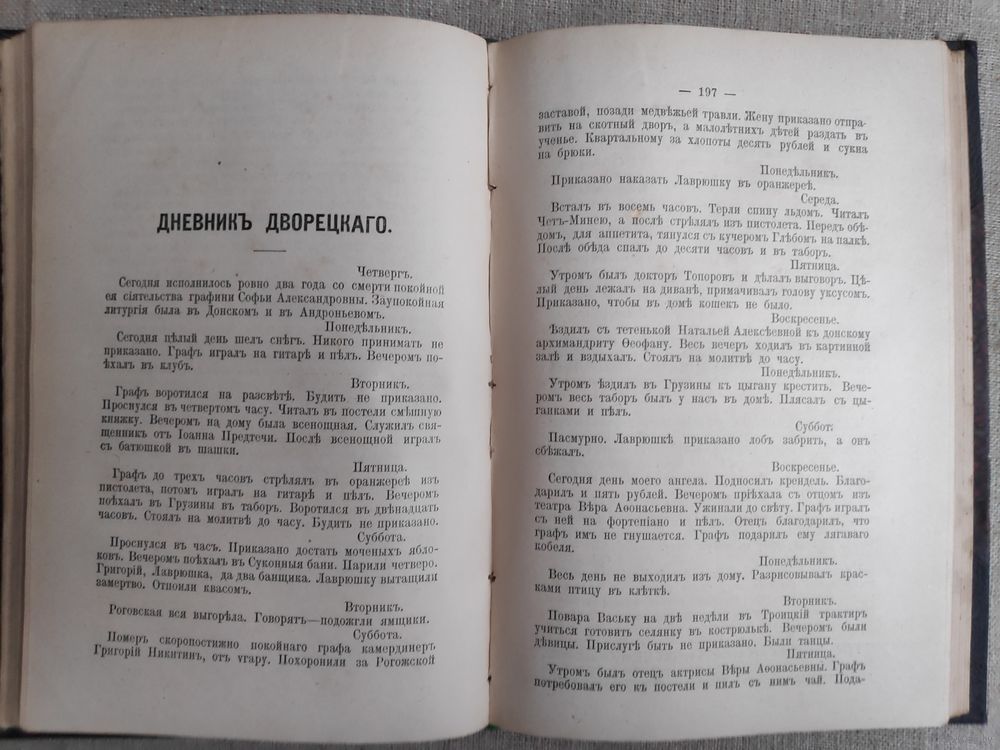 ДНЕВНИКЪ ДВОРЕЦКАГО.
Четвергъ.
Сегодня исполнилось ровно два года со смерти покойной
ея сіятельства графини Софьи Александровны. Заупокойная
литургія была въ Донском и въ Андроньевомъ.
Понедѣльникъ.
Сегодня цѣлый день шелъ снѣгъ. Никого принимать не
приказано. Графъ игралъ на гитарѣ и пѣлъ. Вечеромъ по-
ѣхалъ въ клубъ.
Вторникъ.
Графъ воротился на разсвѣтѣ. Будить не приказано.
Проснулся въ четвертомъ часу. Читалъ въ постели смѣшную
книжку. Вечеромъ на дому была всенощная. Служилъ свя-
щенникъ отъ Іоанна Предтечи. Послѣ всенощной игралъ
съ батюшкой въ шашки.
Пятница.
Графъ до трехъ часовъ стрѣлялъ въ оранжереѣ изъ
пистолета, потомъ игралъ на гитарѣ и пѣлъ. Вечеромъ
поѣхалъ въ Грузины въ таборъ. Воротился въ двѣнадцать
часовъ. Стоялъ на молитвѣ до часу. Будить не приказано.
Суббота.
Проснулся въ часъ. Приказано достать моченыхъ ябло-
ковъ. Вечеромъ поѣхалъ въ Суконныя бани. Парили четверо.
Григорій, Лаврюшка, да два банщика. Лаврюшку вытащили
замертво. Отпоили квасомъ.
Вторникъ.
Роговская вся выгорѣла. Говорятъ—подожгли ямщики.
Суббота.
Померъ скоропостижно покойнаго графа камердинеръ
Григорій Никитинъ, отъ угару. Похоронили за Рогожской
— 197 —
заставой, позади медвѣжьей травли. Жену приказано отпра-
вить на скотный дворъ, а малолѣтнихъ дѣтей раздать въ
ученье. Квартальному за хлопоты десять рублей и сукна
на брюки.
Понедѣльникъ.
Приказано наказать Лаврюшку въ оранжереѣ.
Середа.
Всталъ въ восемь часовъ. Терли спину льдомъ. Читалъ
Четъ-Минею, а послѣ стрѣлялъ изъ пистолета. Передъ обѣ-
домъ, для аппетита, тянулся съ кучеромъ Глѣбомъ на палкѣ.
Послѣ обѣда спалъ до десяти часовъ и въ таборъ.
Пятница.
Утромъ былъ докторъ Топоровъ и дѣлалъ выговоръ. Цѣ-
лый день лежалъ на диванѣ, примачивалъ голову уксусомъ.
Приказано, чтобы въ домѣ кошекъ не было.
Воскресенье.
Ѣздилъ съ тетенькой Натальей Алексѣевной къ донскому
архимандриту Ѳеофану. Весь вечеръ ходилъ въ картинной
залѣ и вздыхалъ. Стоялъ на молитвѣ до часу.
Понедѣльникъ.
Утромъ ѣздилъ въ Грузины къ цыгану крестить. Вече-
ромъ весь таборъ былъ у насъ въ домѣ. Плясалъ съ цы-
ганками и пѣлъ.
Суббот.
Пасмурно. Лаврюшкѣ приказано лобъ забрить, а онъ
сбѣжалъ.
Воскресенье.
Сегодня день моего ангела. Подносилъ крендель. Благо-
дарилъ и пять рублей. Вечеромъ пріѣхала съ отцомъ изъ
театра Вѣра Аѳонасьевна. Ужинали до свѣту. Графъ игралъ
съ ней на фортепіано и пѣлъ. Отецъ благодарилъ, что
графъ имъ не гнушается. Графъ подарилъ ему лягаваго
кобеля.
Понедѣльникъ.
Весь день не выходилъ изъ дому. Разрисовывалъ крас-
ками птицу въ клѣткѣ.
Вторникъ.
Повара Ваську на двѣ недѣли въ Троицкій трактиръ
учиться готовить селянку въ кострюлькѣ. Вечеромъ были
дѣвицы. Прислугѣ быть не приказано. Были танцы.
Пятница.
Утромъ былъ отецъ актрисы Вѣры Аѳонасьевны. Графъ
потребовалъ его къ постели и пилъ съ нимъ чай. Пода-